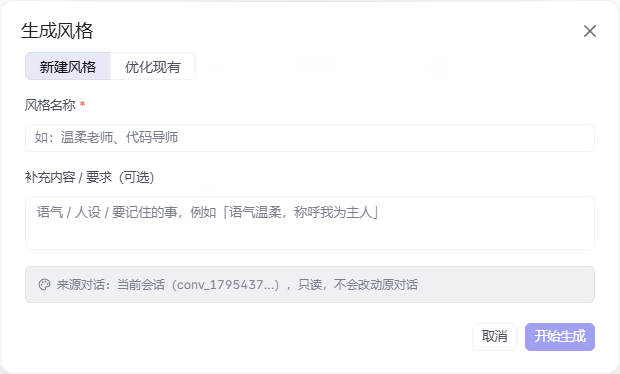 生成风格
新建风格 优化现有
风格名称 *
如：温柔老师、代码导师
补充内容 / 要求（可选）
语气 / 人设 / 要记住的事，例如「语气温柔，称呼我为主人」
来源对话：当前会话（conv_1795437...），只读，不会改动原对话
取消 开始生成